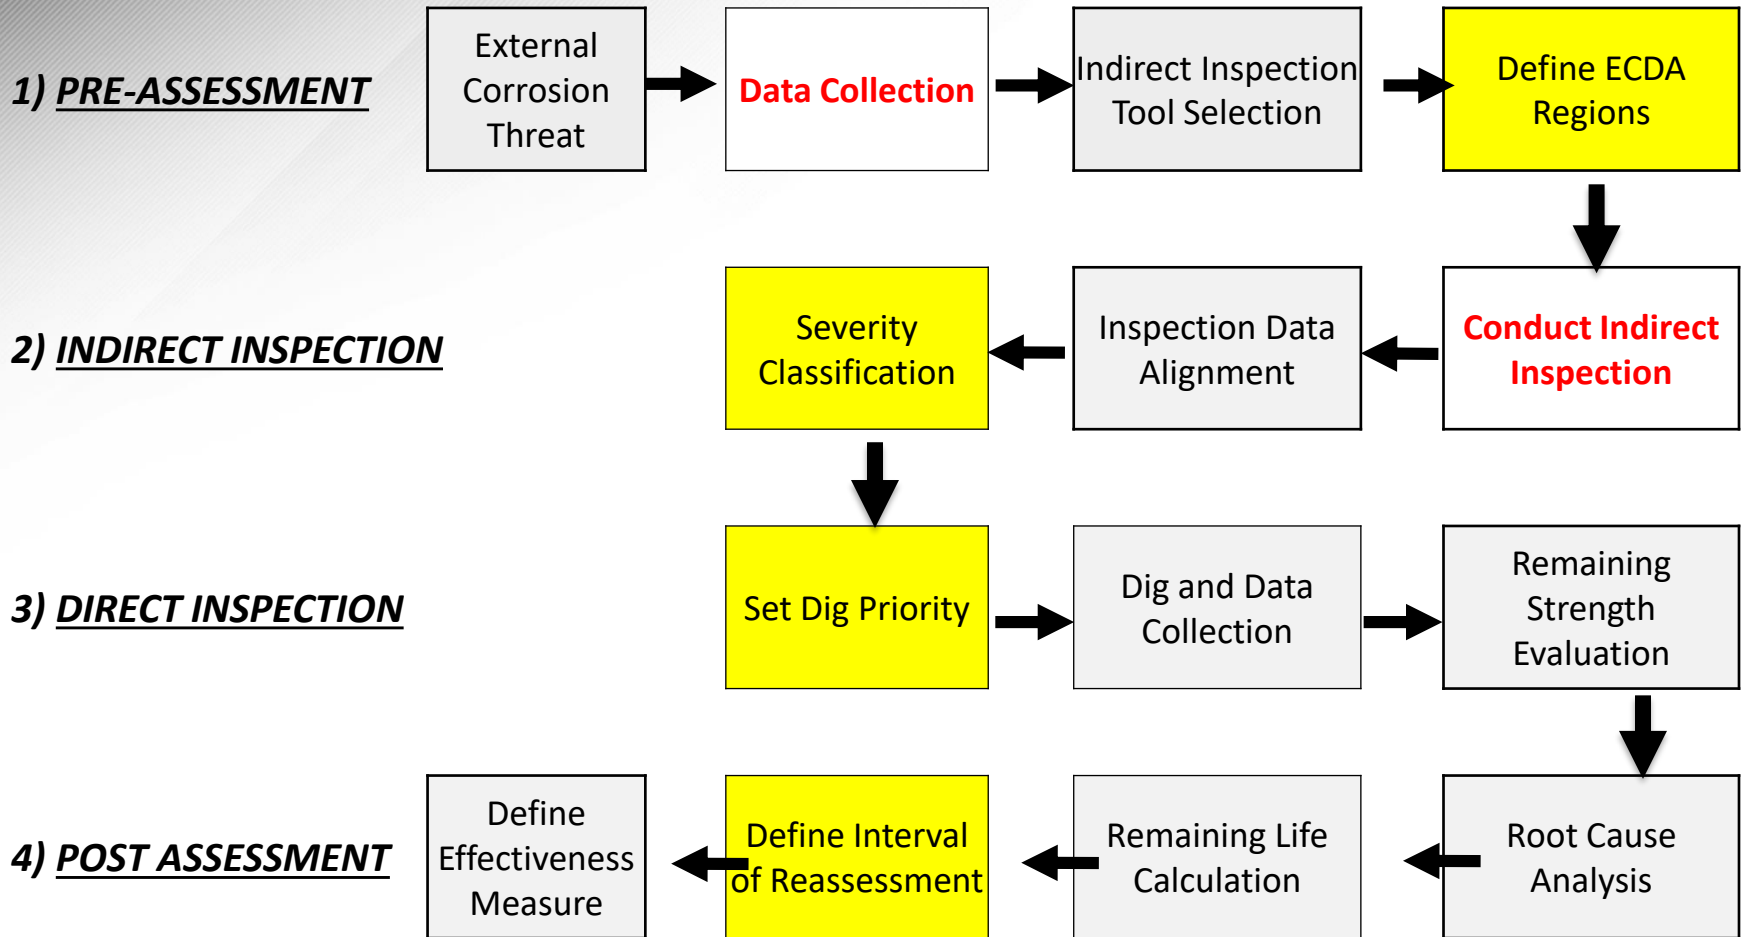 1) PRE-ASSESSMENT
External
Corrosion
Threat
Data Collection
Indirect Inspection
Tool Selection
Define ECDA
Regions
2) INDIRECT INSPECTION
Severity
Classification
Inspection Data
Alignment
Conduct Indirect
Inspection
3) DIRECT INSPECTION
Set Dig Priority
Dig and Data
Collection
Remaining
Strength
Evaluation
4) POST ASSESSMENT
Define
Effectiveness
Measure
Define Interval
of Reassessment
Remaining Life
Calculation
Root Cause
Analysis